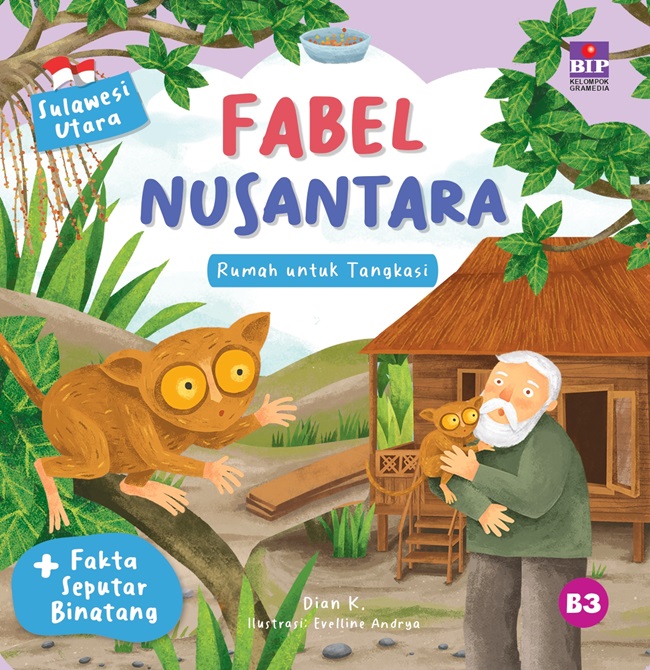 Sulawesi
Utara
BIP
KELOMPOK
GRAMEDIA
FABEL
NUSANTARA
Rumah untuk Tangkasi
+ Fakta
Seputar
Binatang
Dian K.
Ilustrasi: Evelline Andrya
B3